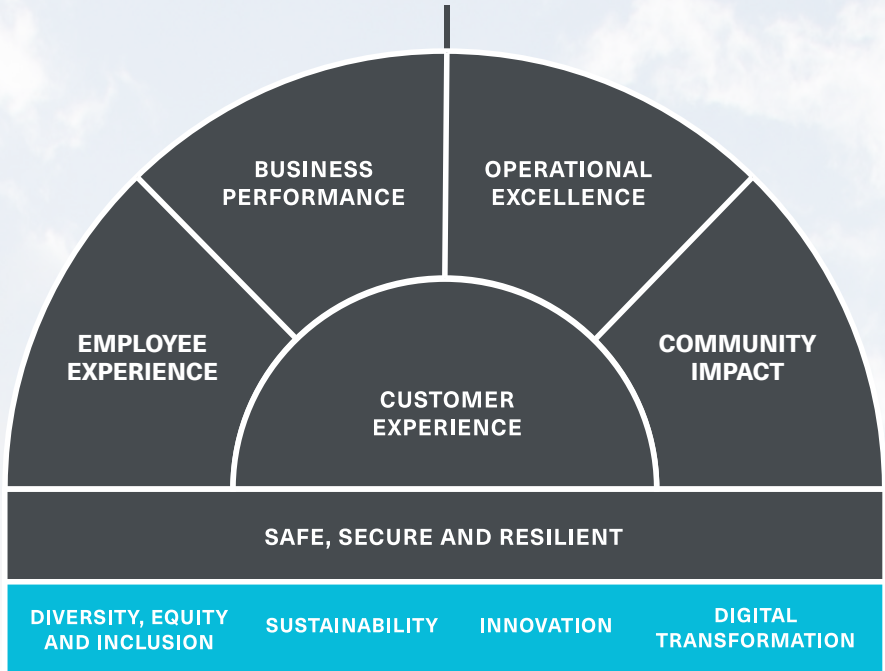 BUSINESS
PERFORMANCE
OPERATIONAL
EXCELLENCE
EMPLOYEE
EXPERIENCE
COMMUNITY
IMPACT
CUSTOMER
EXPERIENCE
SAFE, SECURE AND RESILIENT
DIVERSITY, EQUITY
AND INCLUSION
SUSTAINABILITY
INNOVATION
DIGITAL
TRANSFORMATION